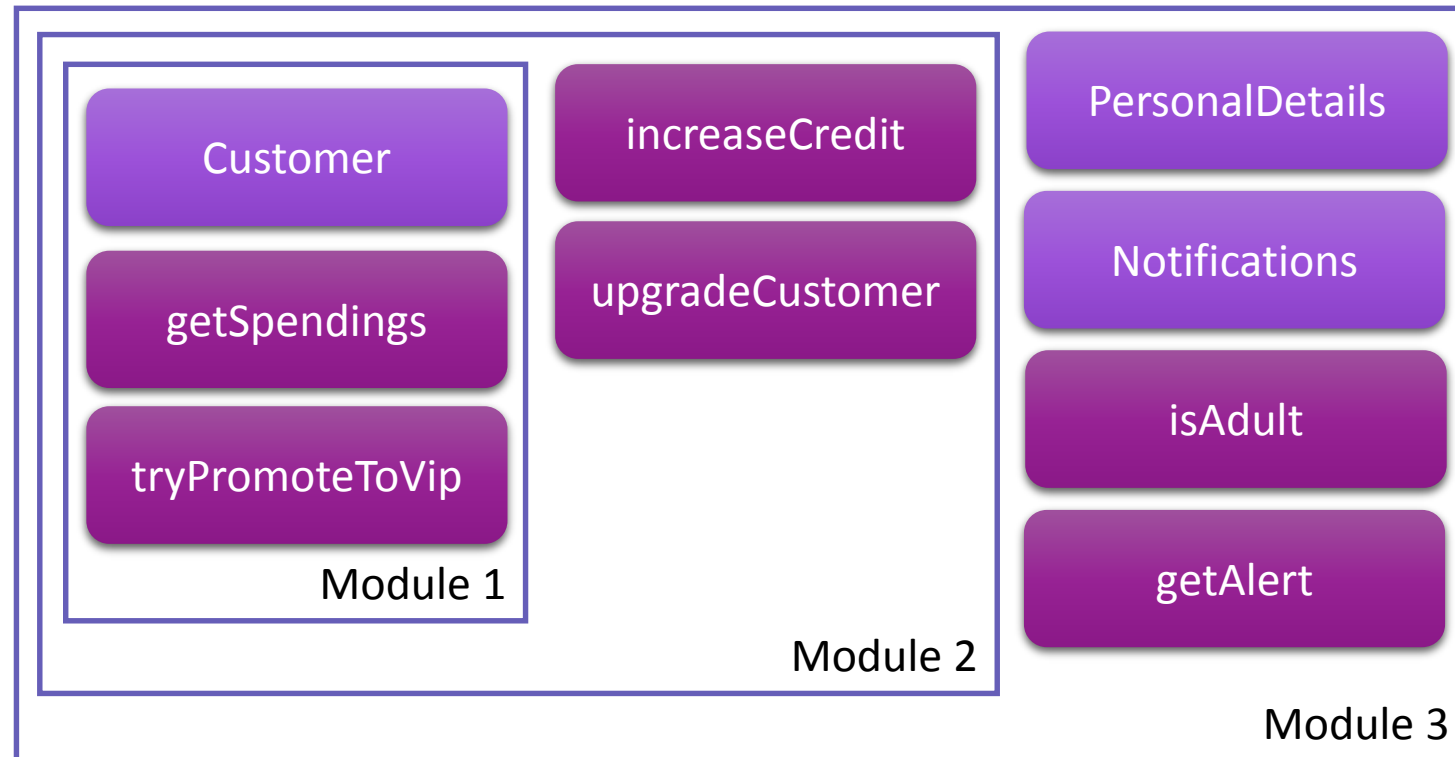 Customer
getSpendings
tryPromoteToVip
Module 1
increaseCredit
upgradeCustomer
Module 2
PersonalDetails
Notifications
isAdult
getAlert
Module 3